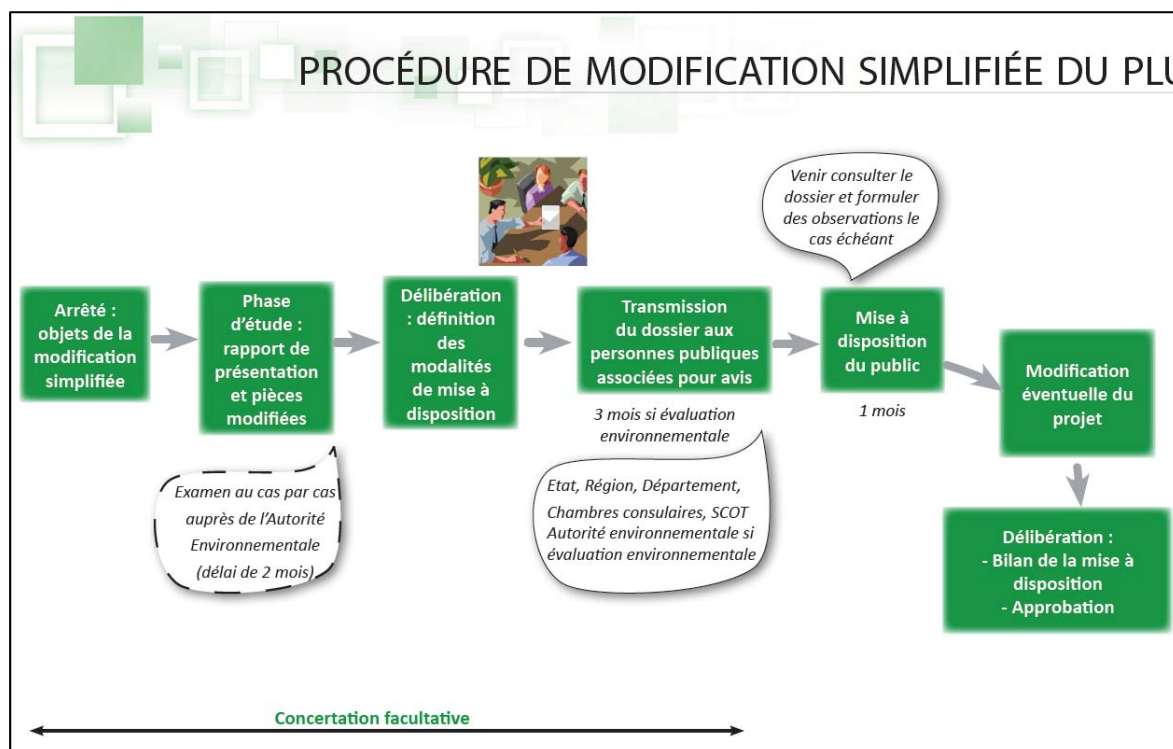 PROCÉDURE DE MODIFICATION SIMPLIFIÉE DU PLU
Venir consulter le
dossier et formuler
des observations le
cas échéant
Arrêté :
objets de la
modification
simplifiée
Phase
d’étude :
rapport de
présentation
et pièces
modifiées
Délibération
: définition
des
modalités
de mise à
disposition
Transmission
du dossier aux
personnes publiques
associées pour avis
Mise à
disposition
du public
Modification
éventuelle du
projet
3 mois si évaluation
environnementale
1 mois
Examen au cas par cas
auprès de l’Autorité
Environnementale
(délai de 2 mois)
Etat, Région, Département,
Chambres consulaires, SCOT
Autorité environnementale si
évaluation environnementale
Délibération :
- Bilan de la mise à
disposition
- Approbation
Concertation facultative